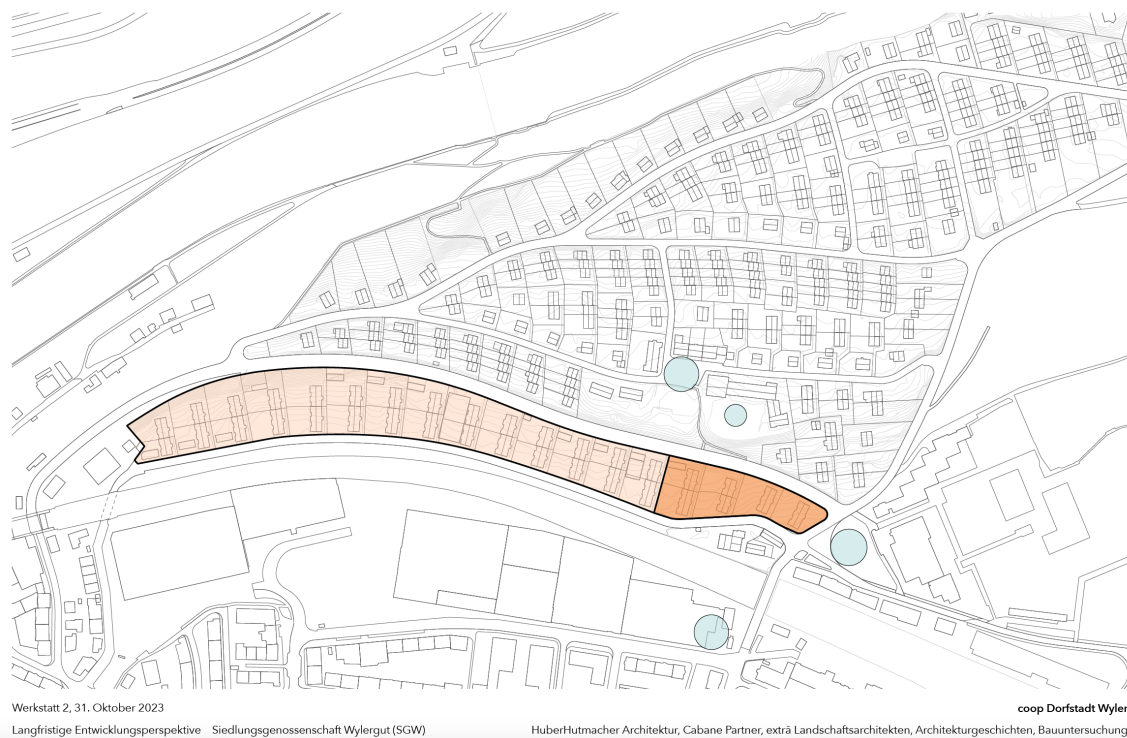 Werkstatt 2, 31. Oktober 2023
coop Dorfstadt Wyler
Langfristige Entwicklungsperspektive Siedlungsgenossenschaft Wylergut (SGW)
HuberHutmacher Architektur, Cabane Partner, extrā Landschaftsarchitekten, Architekturgeschichten, Bauuntersuchung